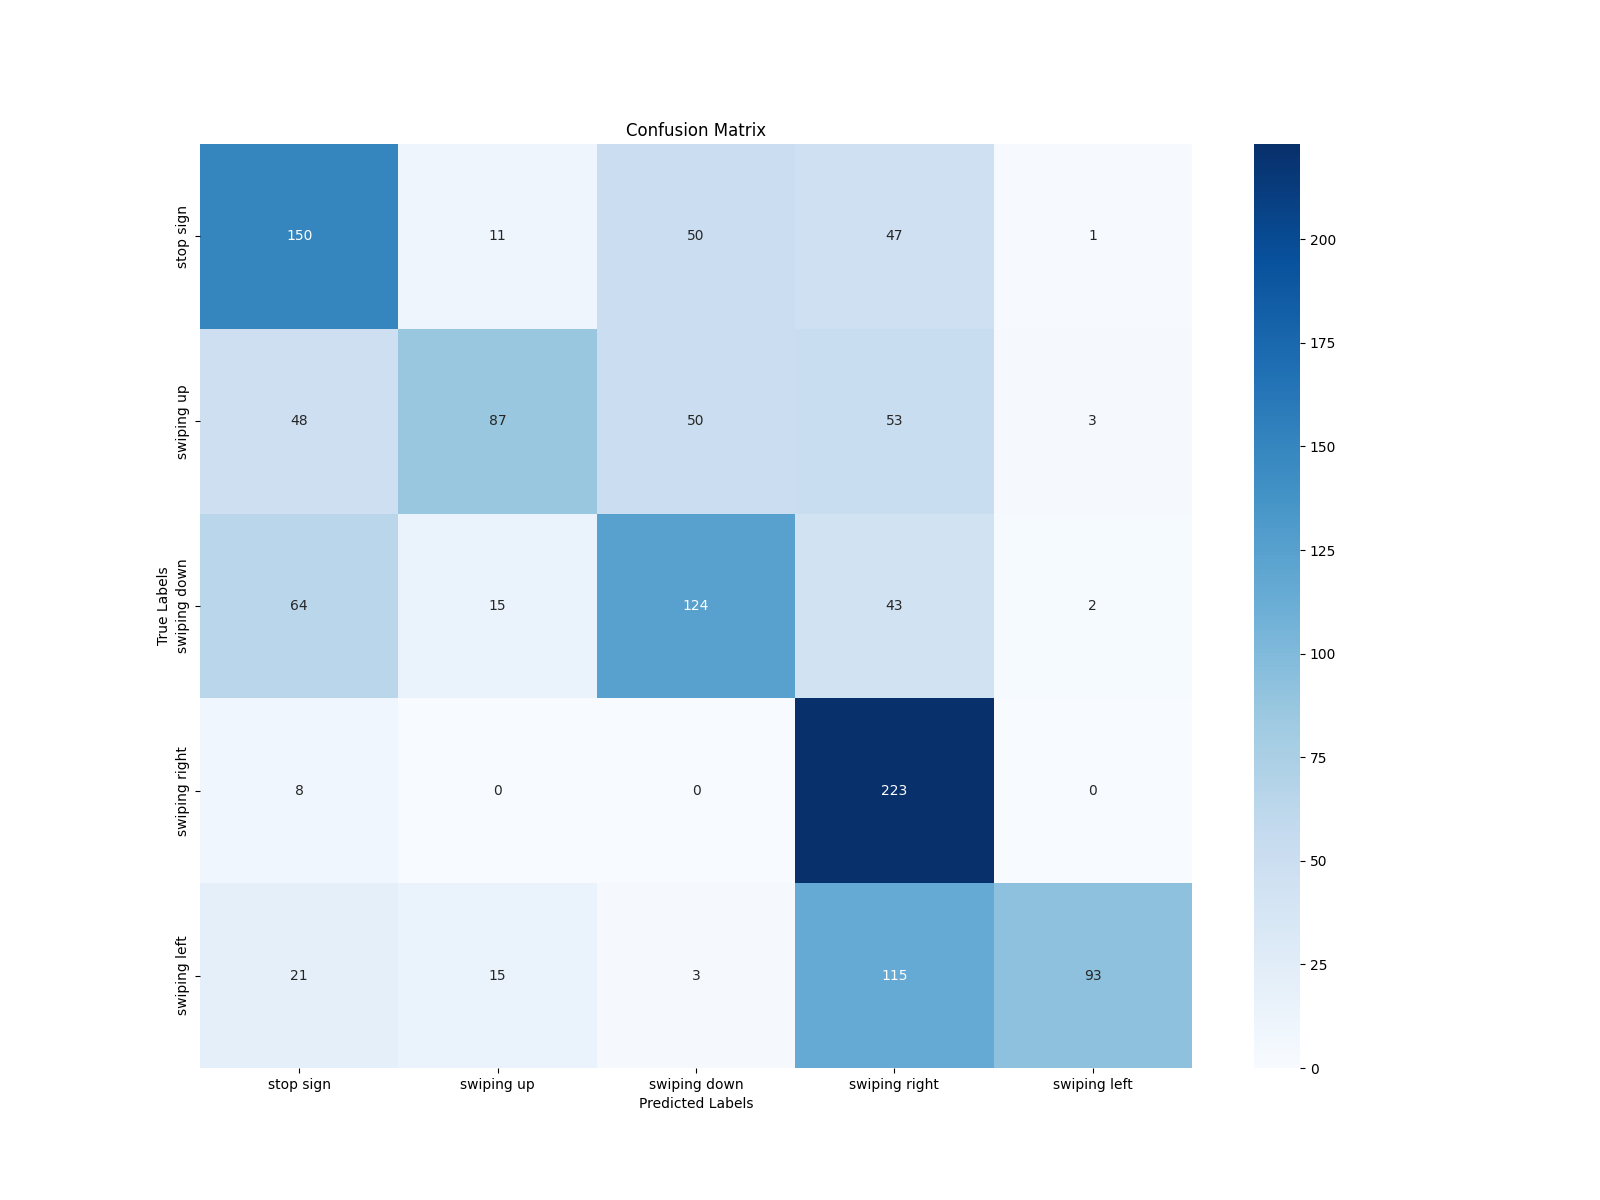 Confusion Matrix
stop sign
150 11 50 47 1
swiping up
48 87 50 53 3
True Labels
swiping down
64 15 124 43 2
swiping right
8 0 0 223 0
swiping left
21 15 3 115 93
stop sign swiping up swiping down swiping right swiping left
Predicted Labels
200
175
150
125
100
75
50
25
0